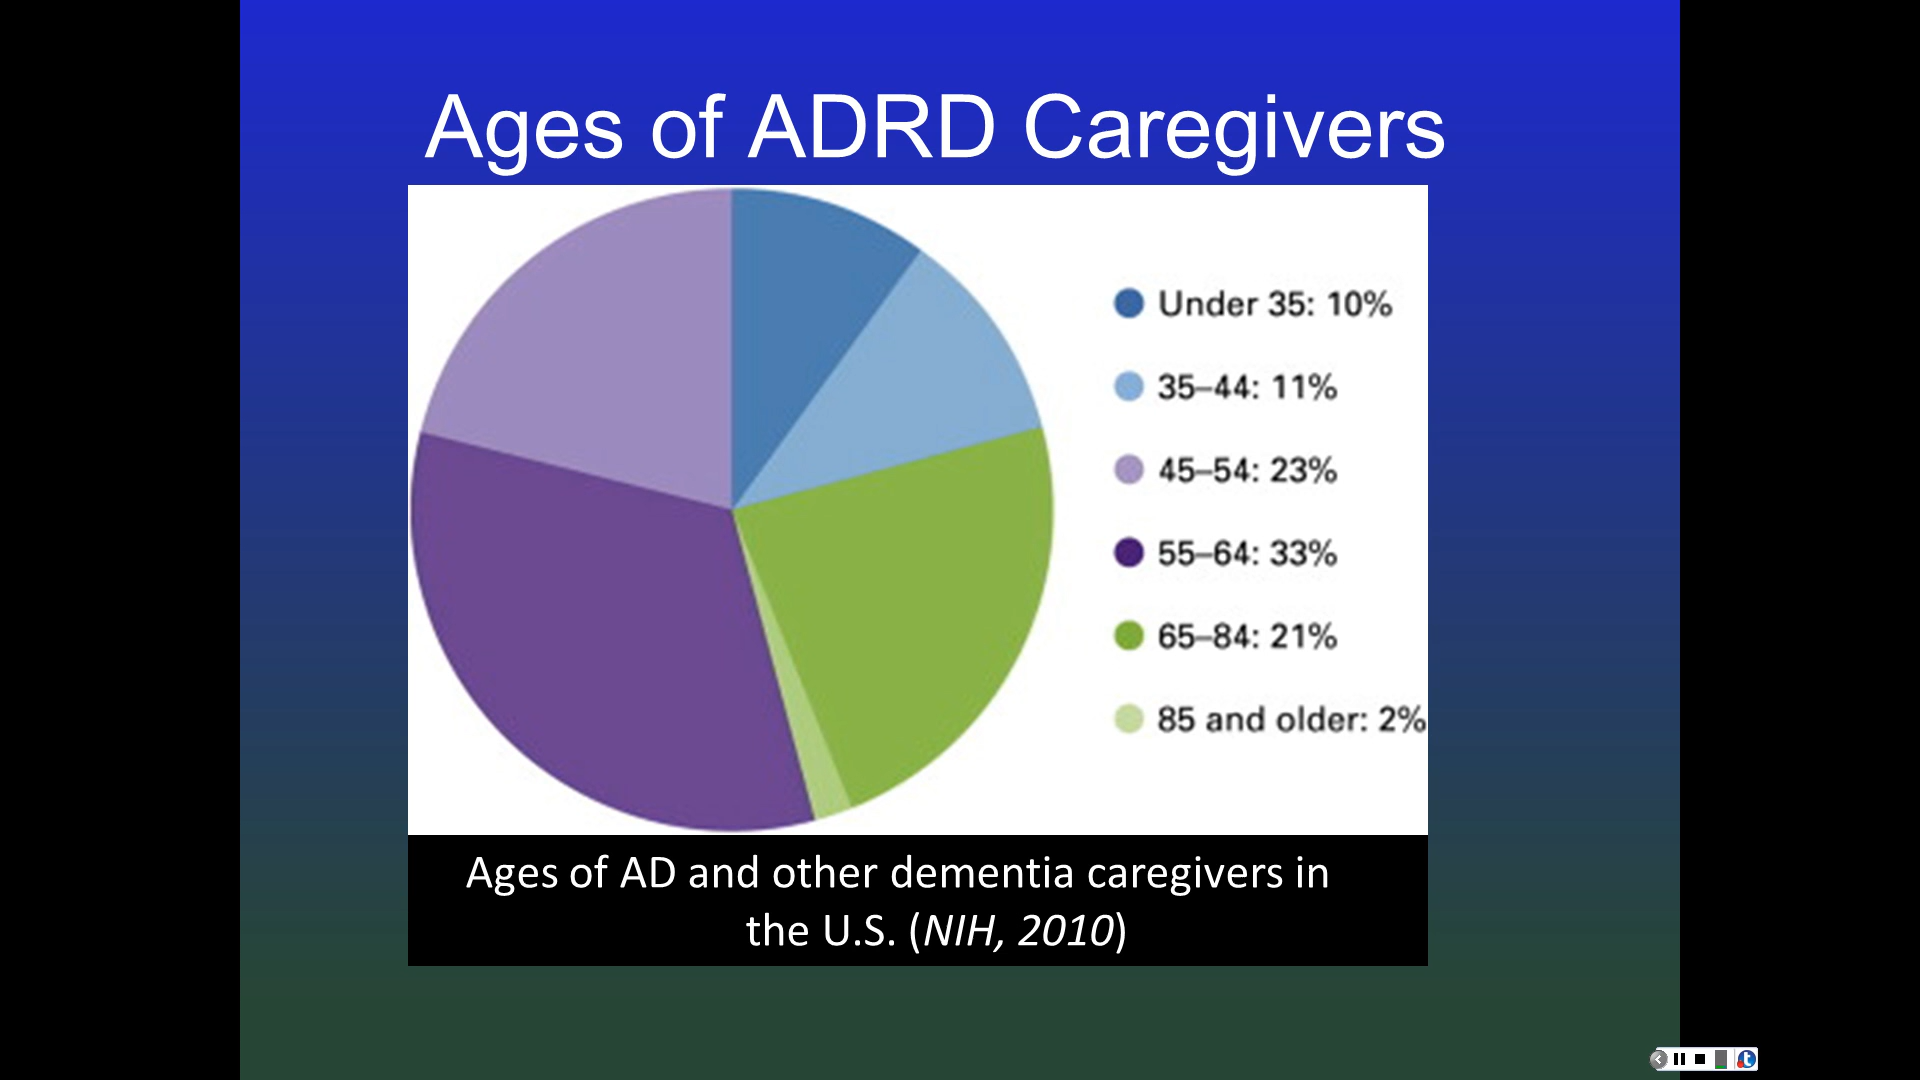 Ages of ADRD Caregivers
Under 35: 10%
35–44: 11%
45–54: 23%
55–64: 33%
65–84: 21%
85 and older: 2%
Ages of AD and other dementia caregivers in
the U.S. (NIH, 2010)
t